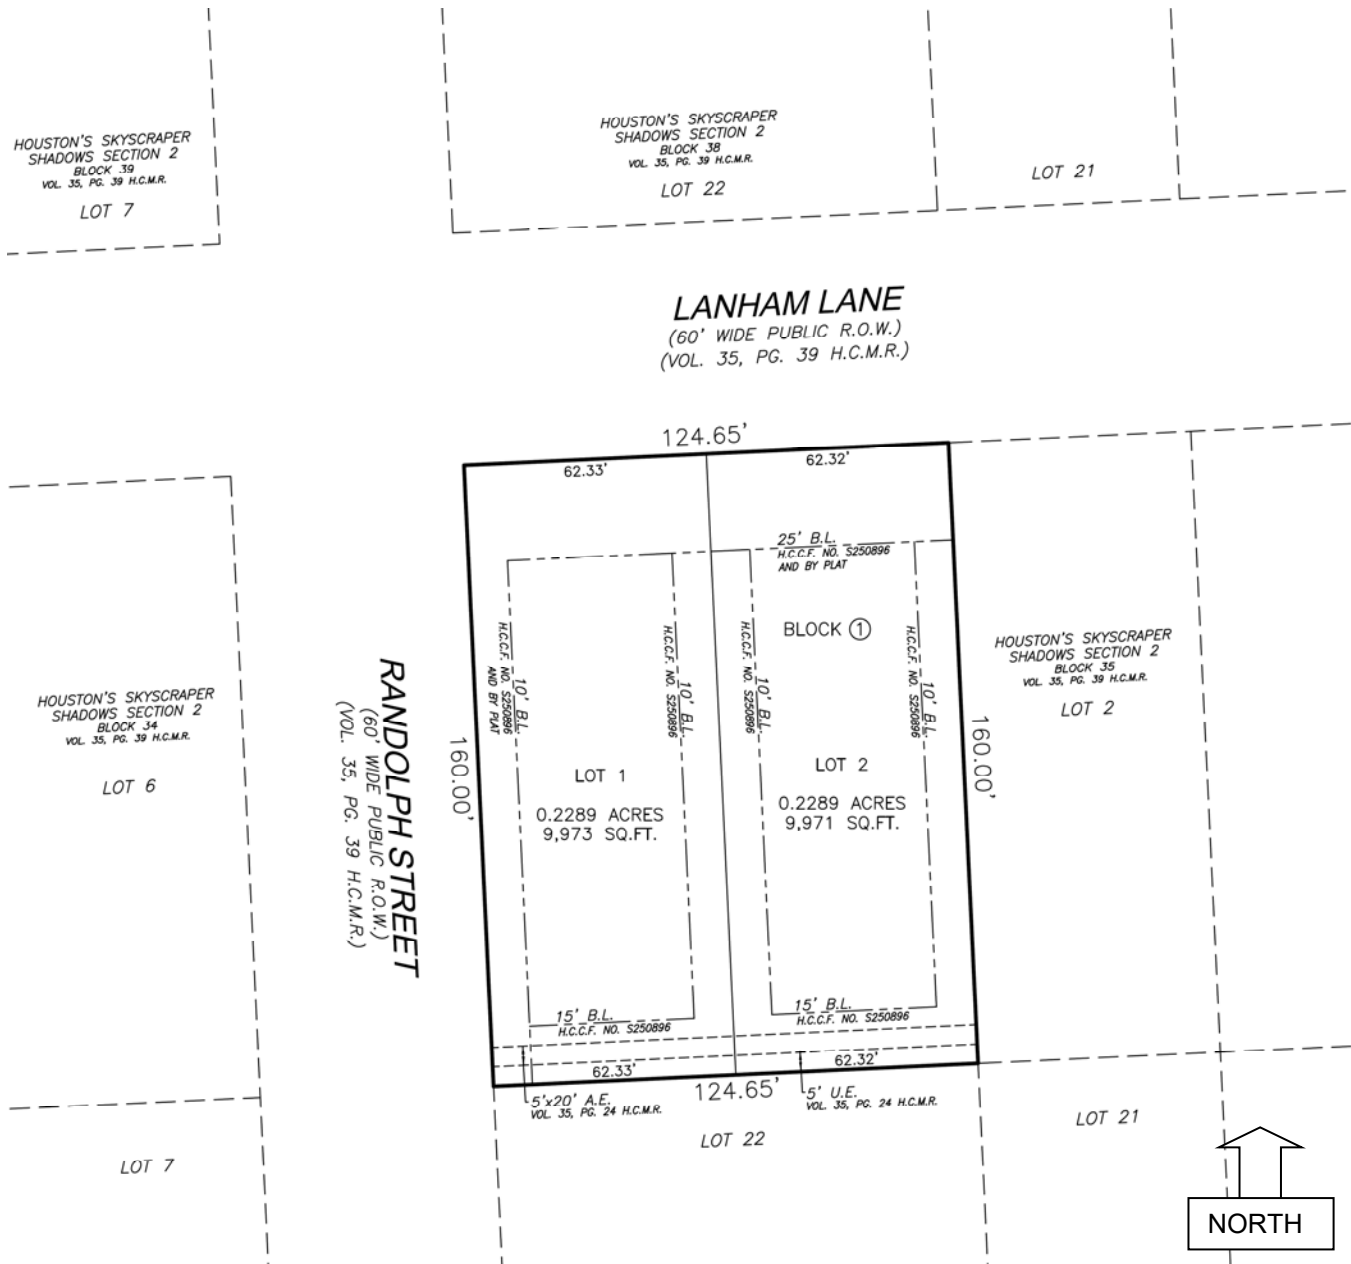 HOUSTON'S SKYSCRAPER
SHADOWS SECTION 2
BLOCK 39
VOL. 35, PG. 39 H.C.M.R.
LOT 7
HOUSTON'S SKYSCRAPER
SHADOWS SECTION 2
BLOCK 38
VOL. 35, PG. 39 H.C.M.R.
LOT 22
LOT 21
LANHAM LANE
(60' WIDE PUBLIC R.O.W.)
(VOL. 35, PG. 39 H.C.M.R.)
124.65'
62.33'
62.32'
25' B.L.
H.C.C.F. NO. S250896
AND BY PLAT
BLOCK 1
10' B.L.
H.C.C.F. NO. S250896
AND BY PLAT
10' B.L.
H.C.C.F. NO. S250896
10' B.L.
H.C.C.F. NO. S250896
10' B.L.
H.C.C.F. NO. S250896
HOUSTON'S SKYSCRAPER
SHADOWS SECTION 2
BLOCK 35
VOL. 35, PG. 39 H.C.M.R.
LOT 2
HOUSTON'S SKYSCRAPER
SHADOWS SECTION 2
BLOCK 34
VOL. 35, PG. 39 H.C.M.R.
LOT 6
RANDOLPH STREET
(60' WIDE PUBLIC R.O.W.)
(VOL. 35, PG. 39 H.C.M.R.)
160.00'
LOT 1
0.2289 ACRES
9,973 SQ.FT.
LOT 2
0.2289 ACRES
9,971 SQ.FT.
160.00'
15' B.L.
H.C.C.F. NO. S250896
15' B.L.
H.C.C.F. NO. S250896
62.33'
62.32'
124.65'
5'x20' A.E.
VOL. 35, PG. 24 H.C.M.R.
5' U.E.
VOL. 35, PG. 24 H.C.M.R.
LOT 7
LOT 22
LOT 21
NORTH